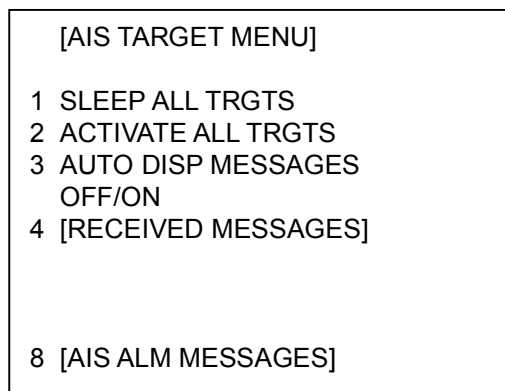 [AIS TARGET MENU]
1 SLEEP ALL TRGTS
2 ACTIVATE ALL TRGTS
3 AUTO DISP MESSAGES
OFF/ON
4 [RECEIVED MESSAGES]
8 [AIS ALM MESSAGES]